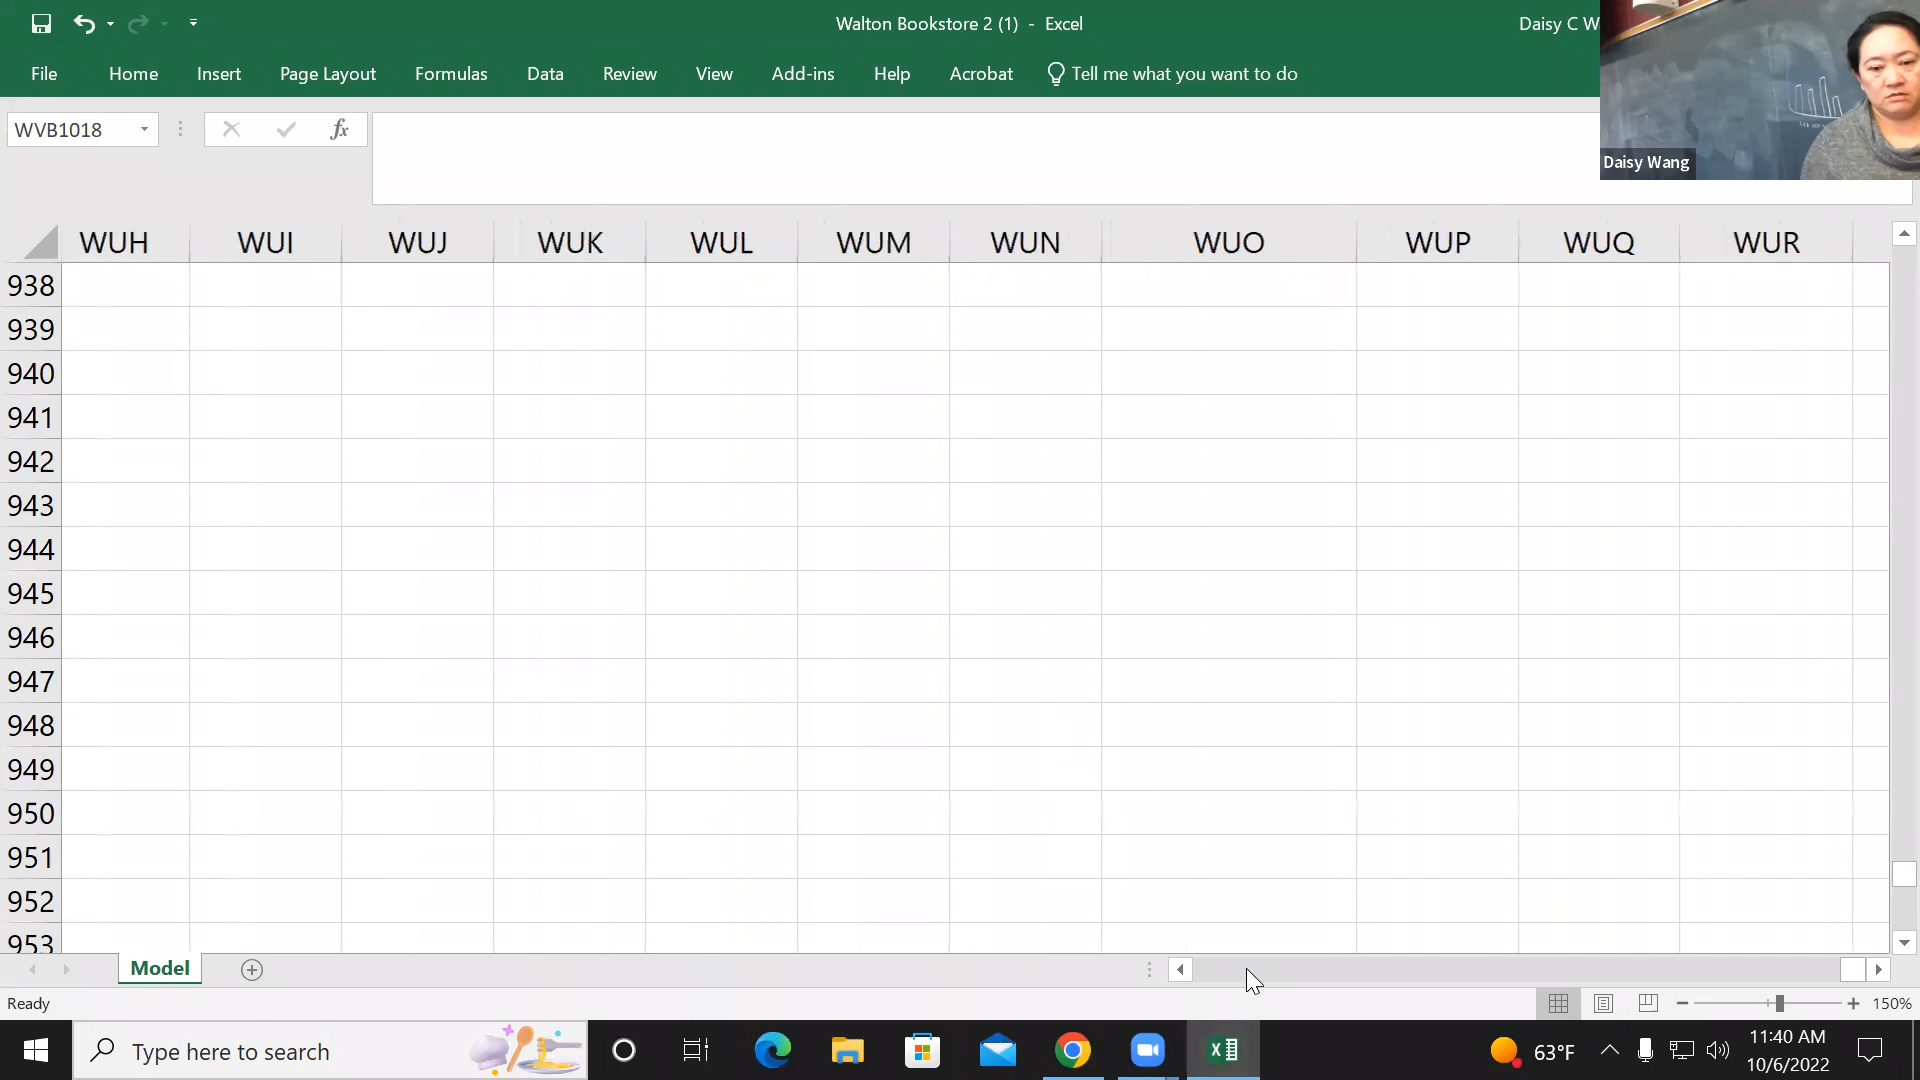 Walton Bookstore 2 (1) - Excel
Daisy C W
File Home Insert Page Layout Formulas Data Review View Add-ins Help Acrobat Tell me what you want to do
WVB1018
fx
Daisy Wang
WUH WUI WUJ WUK WUL WUM WUN WUO WUP WUQ WUR
938
939
940
941
942
943
944
945
946
947
948
949
950
951
952
953
Model
Ready
150%
Type here to search
63°F
11:40 AM
10/6/2022